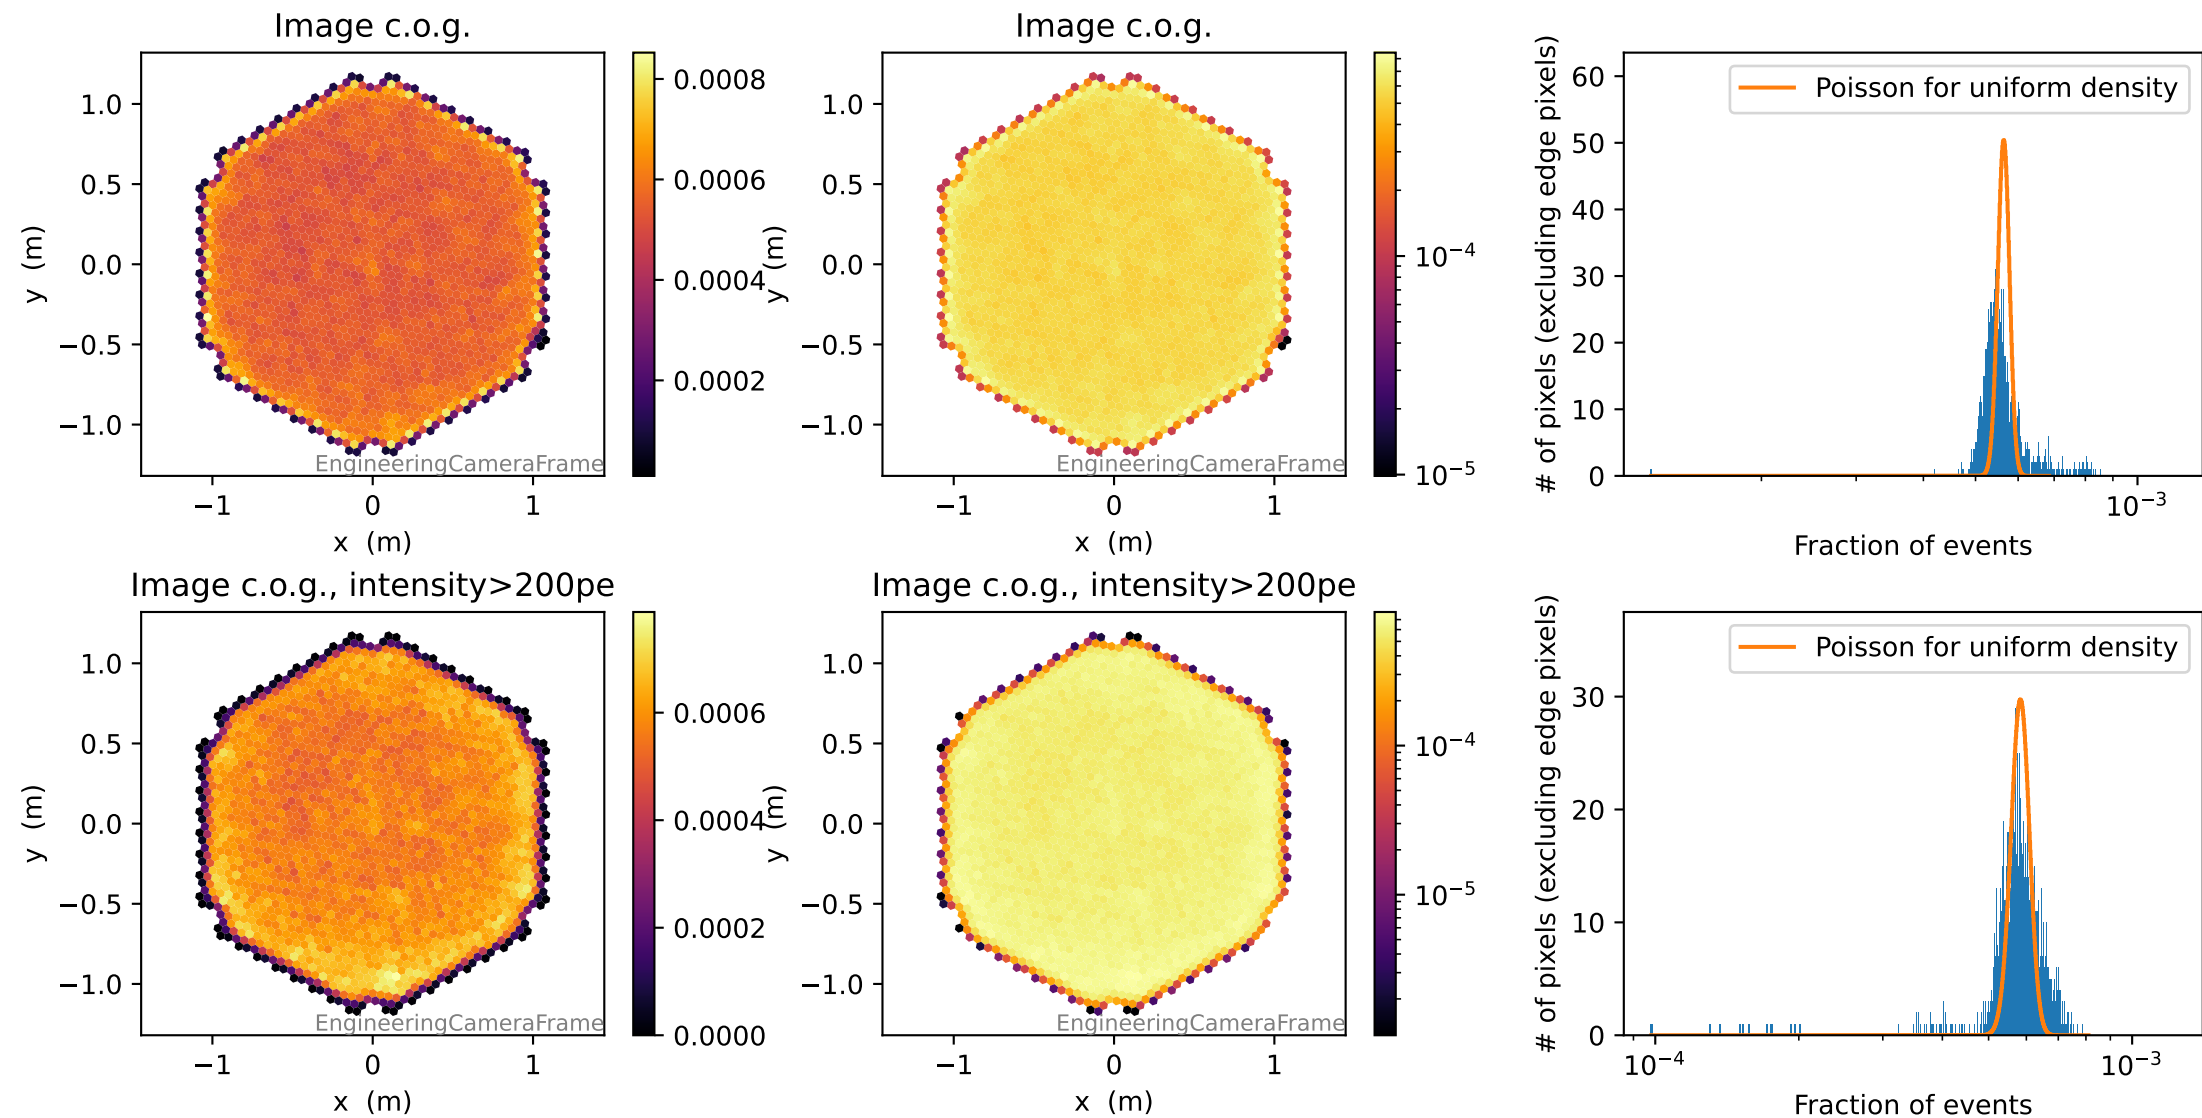 Image c.o.g.
1.0
0.5
0.0
−0.5
−1.0
y (m)
−1
0
1
x (m)
EngineeringCameraFrame
0.0008
0.0006
0.0004
0.0002
Image c.o.g.
1.0
0.5
0.0
−0.5
−1.0
y (m)
−1
0
1
x (m)
EngineeringCameraFrame
10−4
10−5
# of pixels (excluding edge pixels)
60
50
40
30
20
10
0
Poisson for uniform density
10−3
Fraction of events
Image c.o.g., intensity>200pe
1.0
0.5
0.0
−0.5
−1.0
y (m)
−1
0
1
x (m)
EngineeringCameraFrame
0.0006
0.0004
0.0002
0.0000
Image c.o.g., intensity>200pe
1.0
0.5
0.0
−0.5
−1.0
y (m)
−1
0
1
x (m)
EngineeringCameraFrame
10−4
10−5
# of pixels (excluding edge pixels)
30
20
10
0
Poisson for uniform density
10−4
10−3
Fraction of events